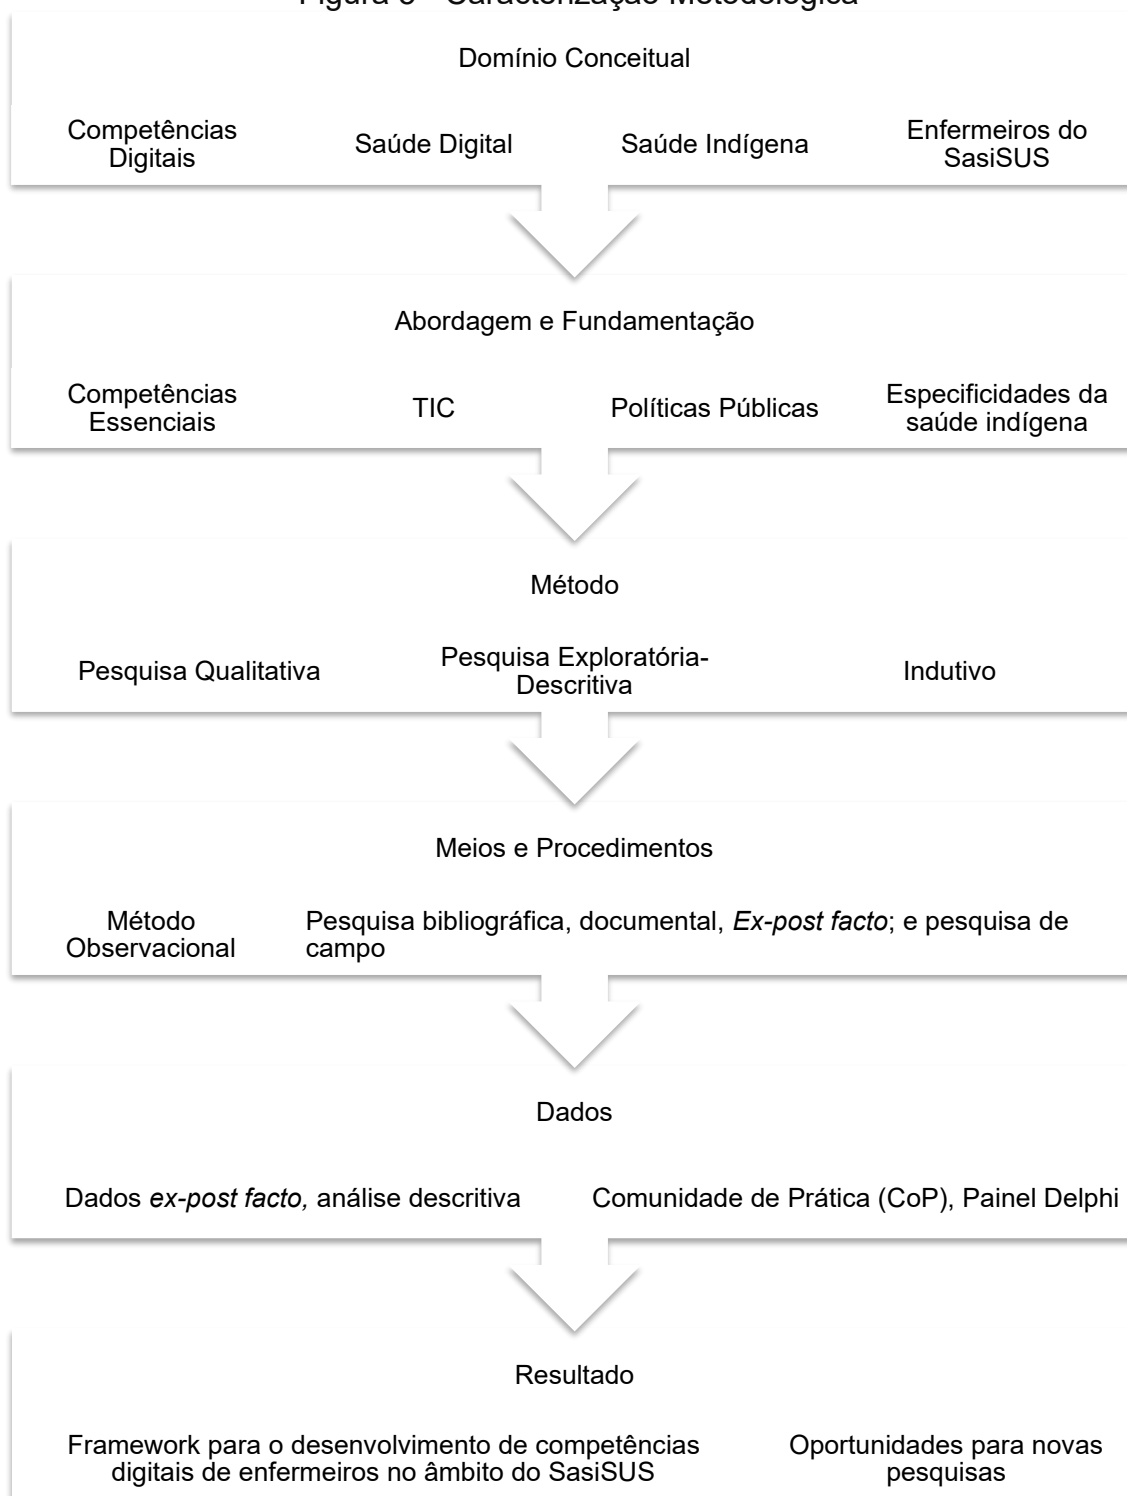 Domínio Conceitual
Competências
Digitais
Saúde Digital
Saúde Indígena
Enfermeiros do
SasiSUS
Abordagem e Fundamentação
Competências
Essenciais
TIC
Políticas Públicas
Especificidades da
saúde indígena
Método
Pesquisa Qualitativa
Pesquisa Exploratória-
Descritiva
Indutivo
Meios e Procedimentos
Método
Observacional
Pesquisa bibliográfica, documental, Ex-post facto; e pesquisa de
campo
Dados
Dados ex-post facto, análise descritiva
Comunidade de Prática (CoP), Painel Delphi
Resultado
Framework para o desenvolvimento de competências
digitais de enfermeiros no âmbito do SasiSUS
Oportunidades para novas
pesquisas